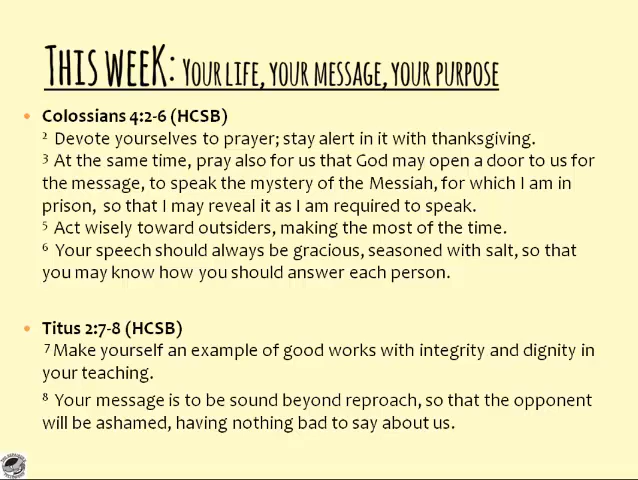 THIS WEEK: YOUR LIFE, YOUR MESSAGE, YOUR PURPOSE
• Colossians 4:2-6 (HCSB)
² Devote yourselves to prayer; stay alert in it with thanksgiving.
³ At the same time, pray also for us that God may open a door to us for
the message, to speak the mystery of the Messiah, for which I am in
prison, so that I may reveal it as I am required to speak.
⁵ Act wisely toward outsiders, making the most of the time.
⁶ Your speech should always be gracious, seasoned with salt, so that
you may know how you should answer each person.
• Titus 2:7-8 (HCSB)
⁷ Make yourself an example of good works with integrity and dignity in
your teaching.
⁸ Your message is to be sound beyond reproach, so that the opponent
will be ashamed, having nothing bad to say about us.